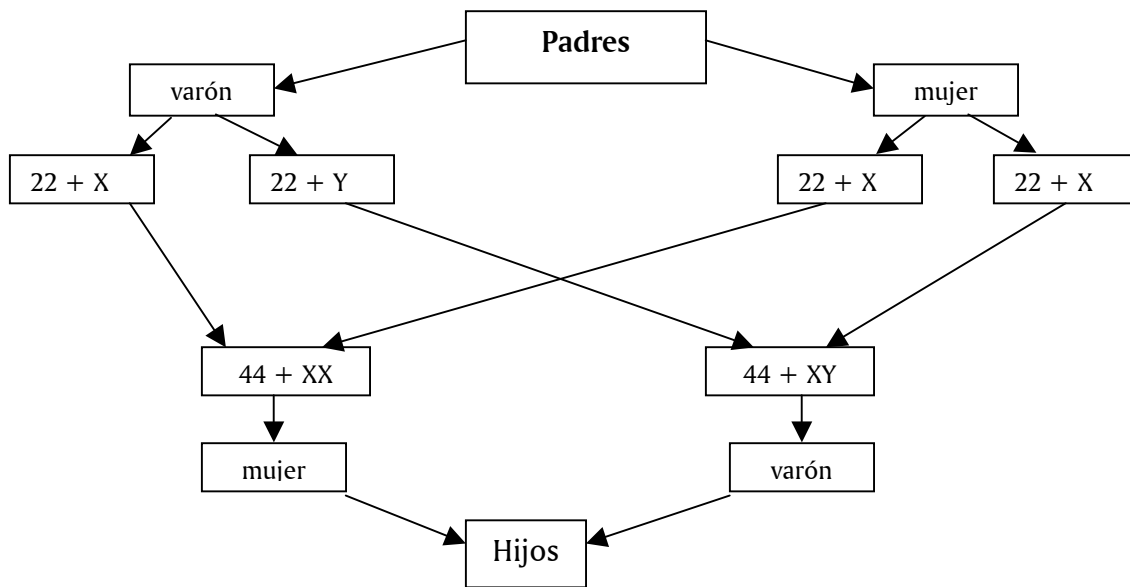 Padres
varón
mujer
22 + X
22 + Y
22 + X
22 + X
44 + XX
44 + XY
mujer
varón
Hijos